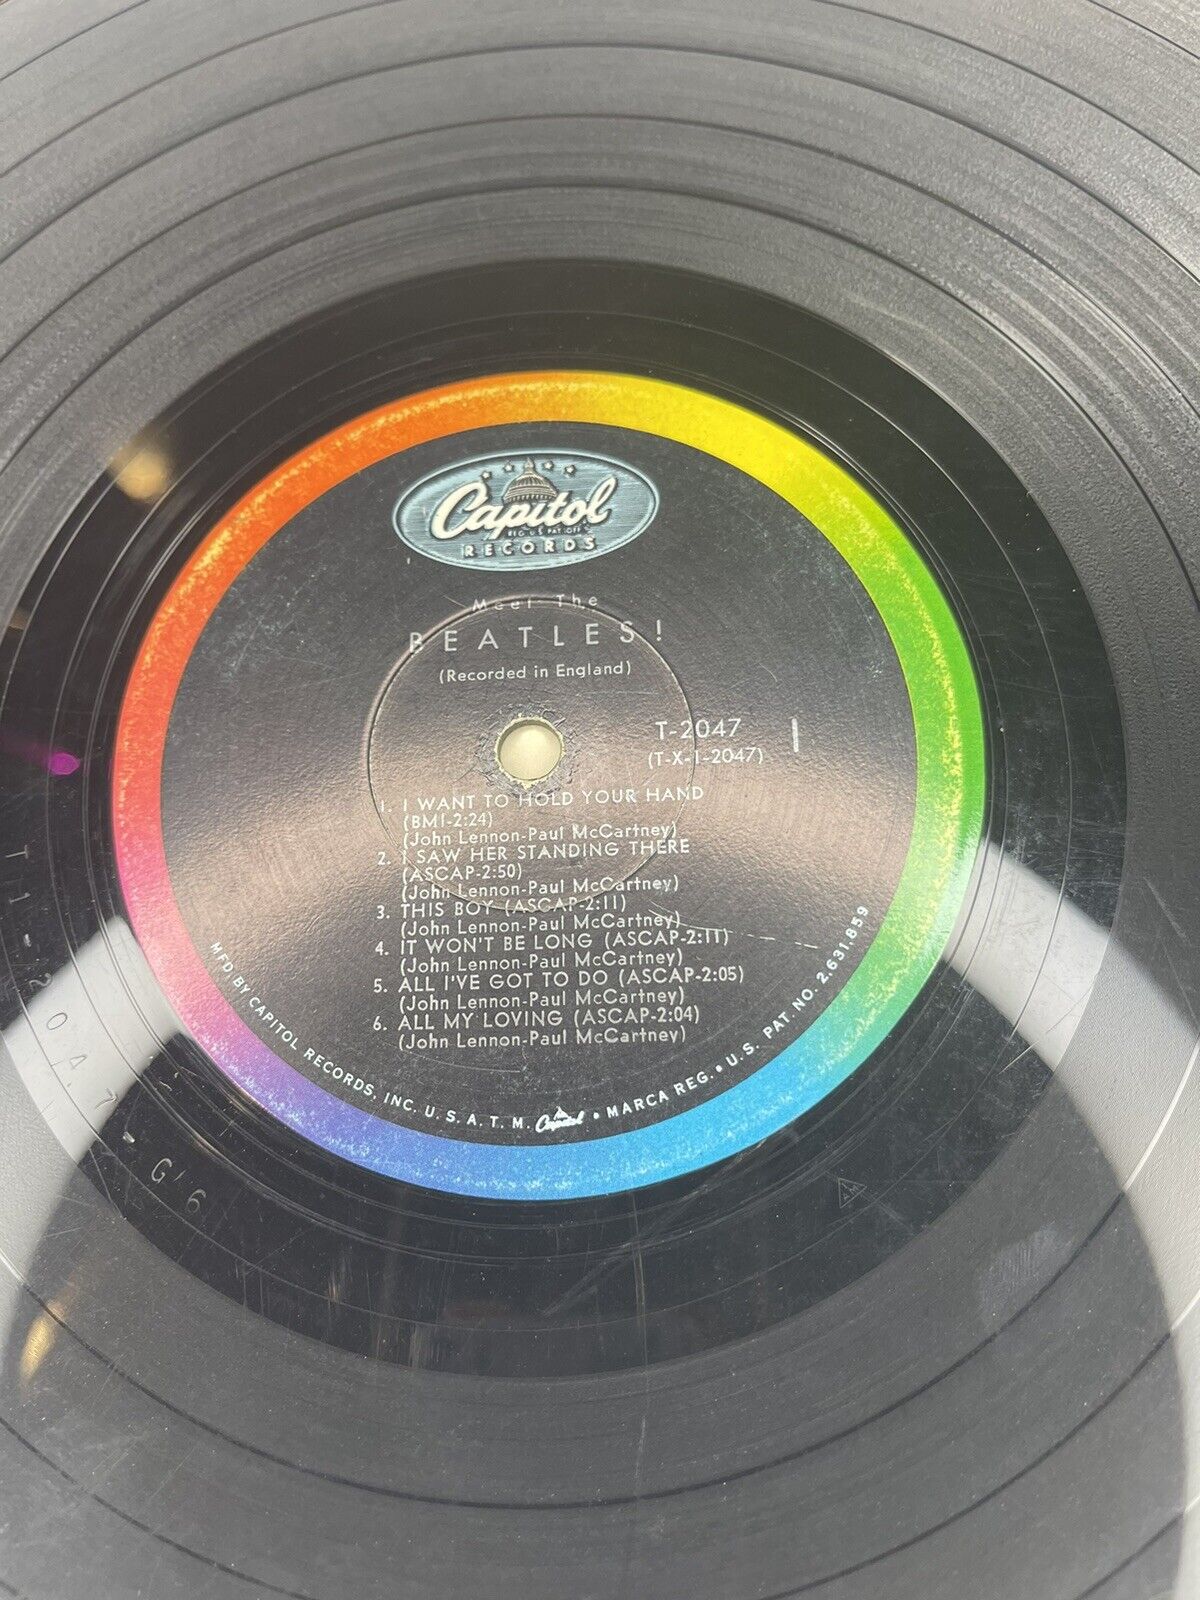 Capitol
REG. U.S. PAT. OFF.
RECORDS
Meet The
BEATLES!
(Recorded in England)
T-2047
(T-X-1-2047)
1
1. I WANT TO HOLD YOUR HAND
(BMI-2:24)
(John Lennon-Paul McCartney)
2. I SAW HER STANDING THERE
(ASCAP-2:50)
(John Lennon-Paul McCartney)
3. THIS BOY (ASCAP-2:11)
(John Lennon-Paul McCartney)
4. IT WON'T BE LONG (ASCAP-2:11)
(John Lennon-Paul McCartney)
5. ALL I'VE GOT TO DO (ASCAP-2:05)
(John Lennon-Paul McCartney)
6. ALL MY LOVING (ASCAP-2:04)
(John Lennon-Paul McCartney)
MFD BY CAPITOL RECORDS, INC. U. S. A. T. M. Capitol • MARCA REG. • U.S. PAT. NO. 2,631,859